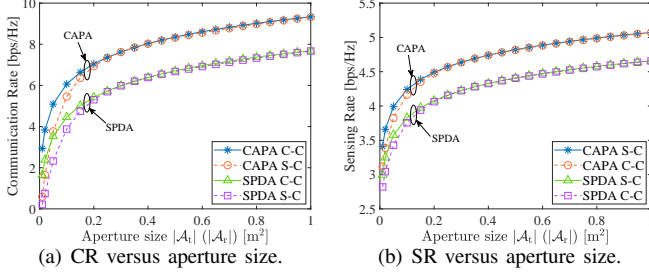 Communication Rate [bps/Hz]
10
8
6
4
2
0
CAPA
SPDA
CAPA C-C
CAPA S-C
SPDA C-C
SPDA S-C
0 0.2 0.4 0.6 0.8 1
Aperture size |𝒜t| (|𝒜r|) [m²]
(a) CR versus aperture size.
Sensing Rate [bps/Hz]
5.5
5
4.5
4
3.5
3
2.5
CAPA
SPDA
CAPA C-C
CAPA S-C
SPDA C-C
SPDA S-C
0 0.2 0.4 0.6 0.8
Aperture size |𝒜t| (|𝒜r|) [m²]
(b) SR versus aperture size.